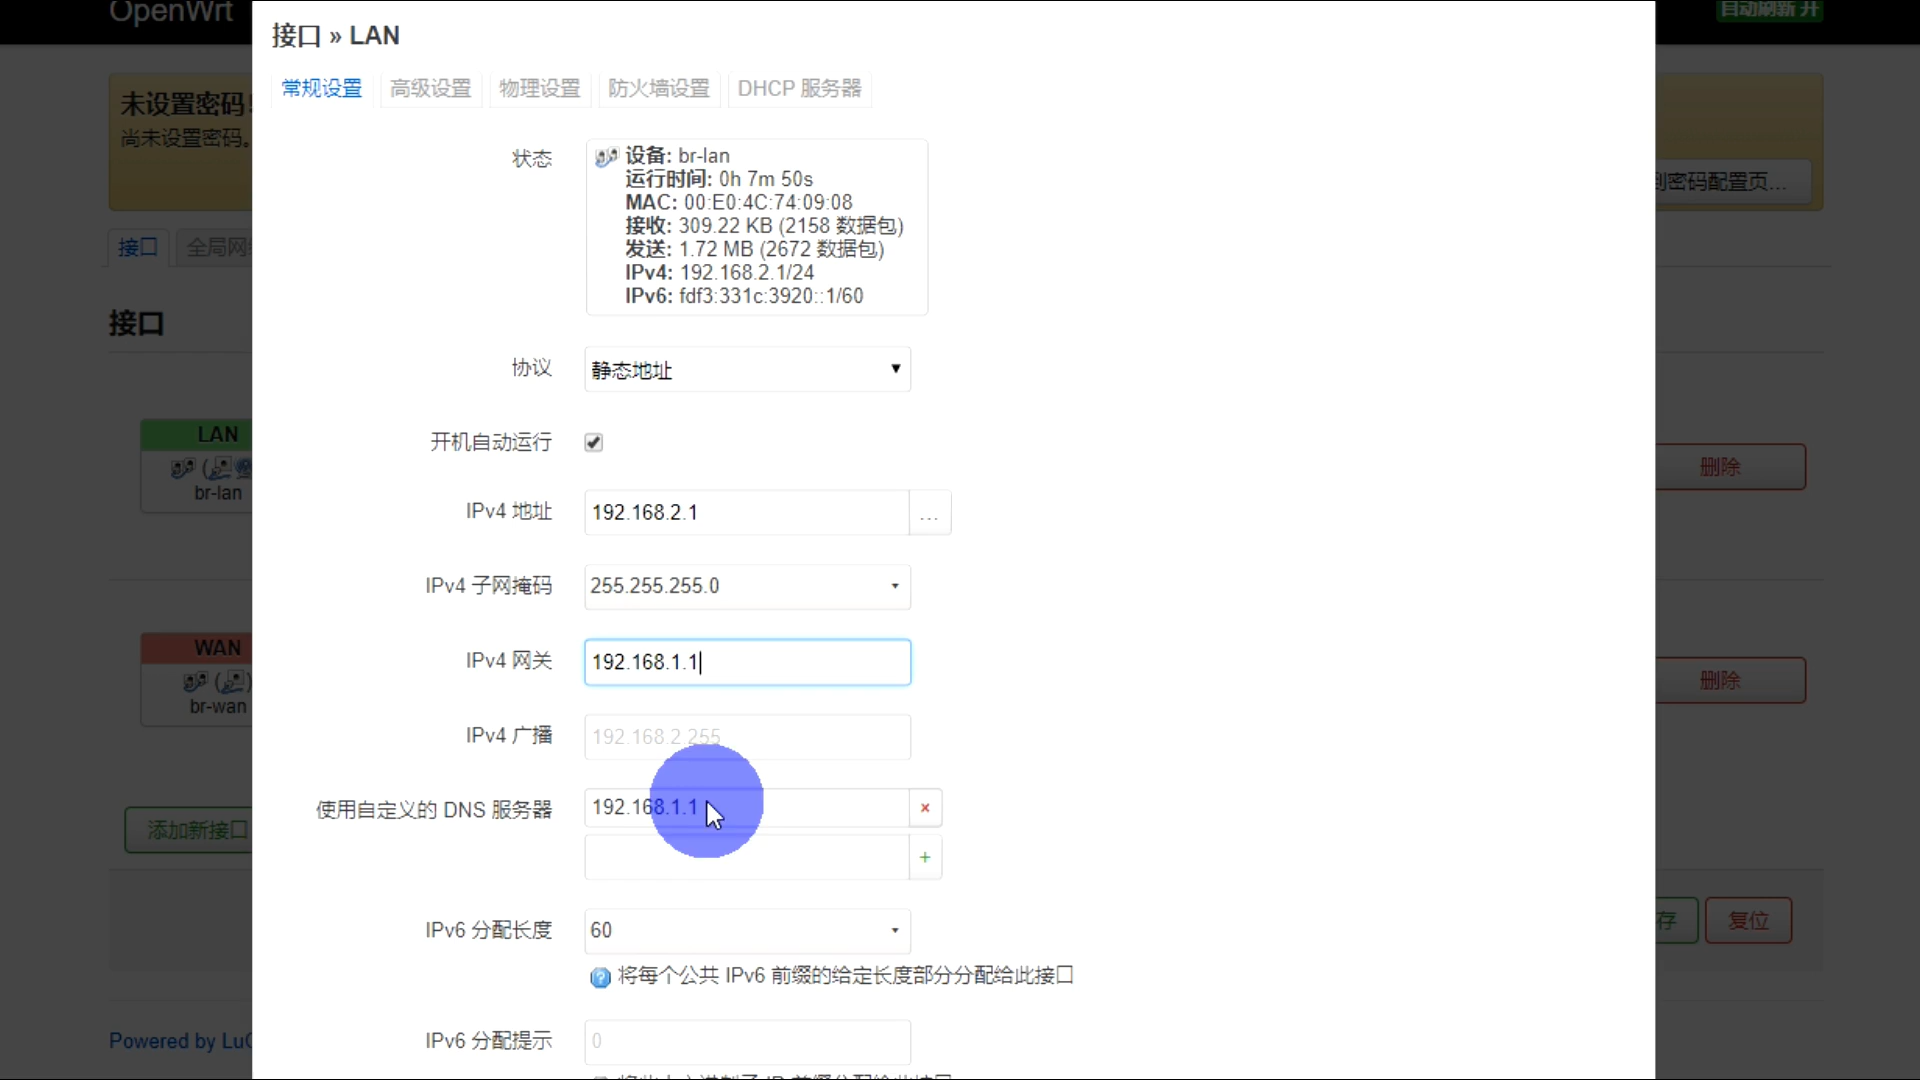 OpenWrt
自动刷新 开
接口 » LAN
常规设置
高级设置
物理设置
防火墙设置
DHCP 服务器
未设置密码!
尚未设置密码。
到密码配置页...
状态
设备: br-lan
运行时间: 0h 7m 50s
MAC: 00:E0:4C:74:09:08
接收: 309.22 KB (2158 数据包)
发送: 1.72 MB (2672 数据包)
IPv4: 192.168.2.1/24
IPv6: fdf3:331c:3920::1/60
接口
全局网
接口
协议
静态地址
LAN
br-lan
开机自动运行
删除
IPv4 地址
192.168.2.1
...
IPv4 子网掩码
255.255.255.0
WAN
br-wan
IPv4 网关
192.168.1.1
删除
IPv4 广播
192.168.2.255
使用自定义的 DNS 服务器
192.168.1.1
×
+
添加新接口
IPv6 分配长度
60
存
复位
将每个公共 IPv6 前缀的给定长度部分分配给此接口
Powered by LuC
IPv6 分配提示
0